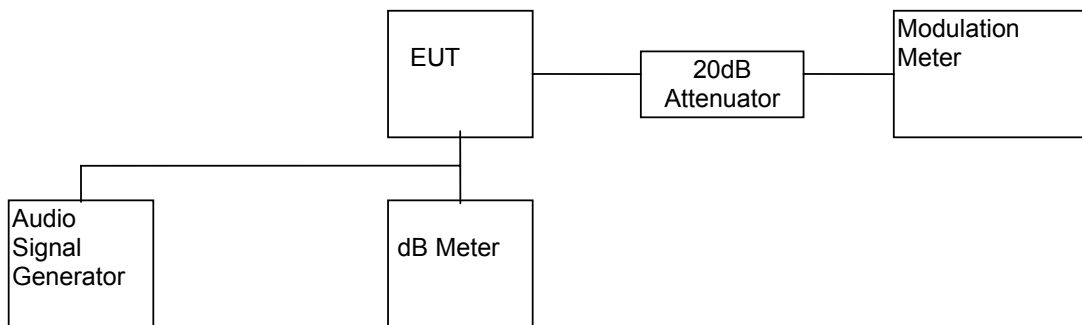 EUT
20dB
Attenuator
Modulation
Meter
Audio
Signal
Generator
dB Meter